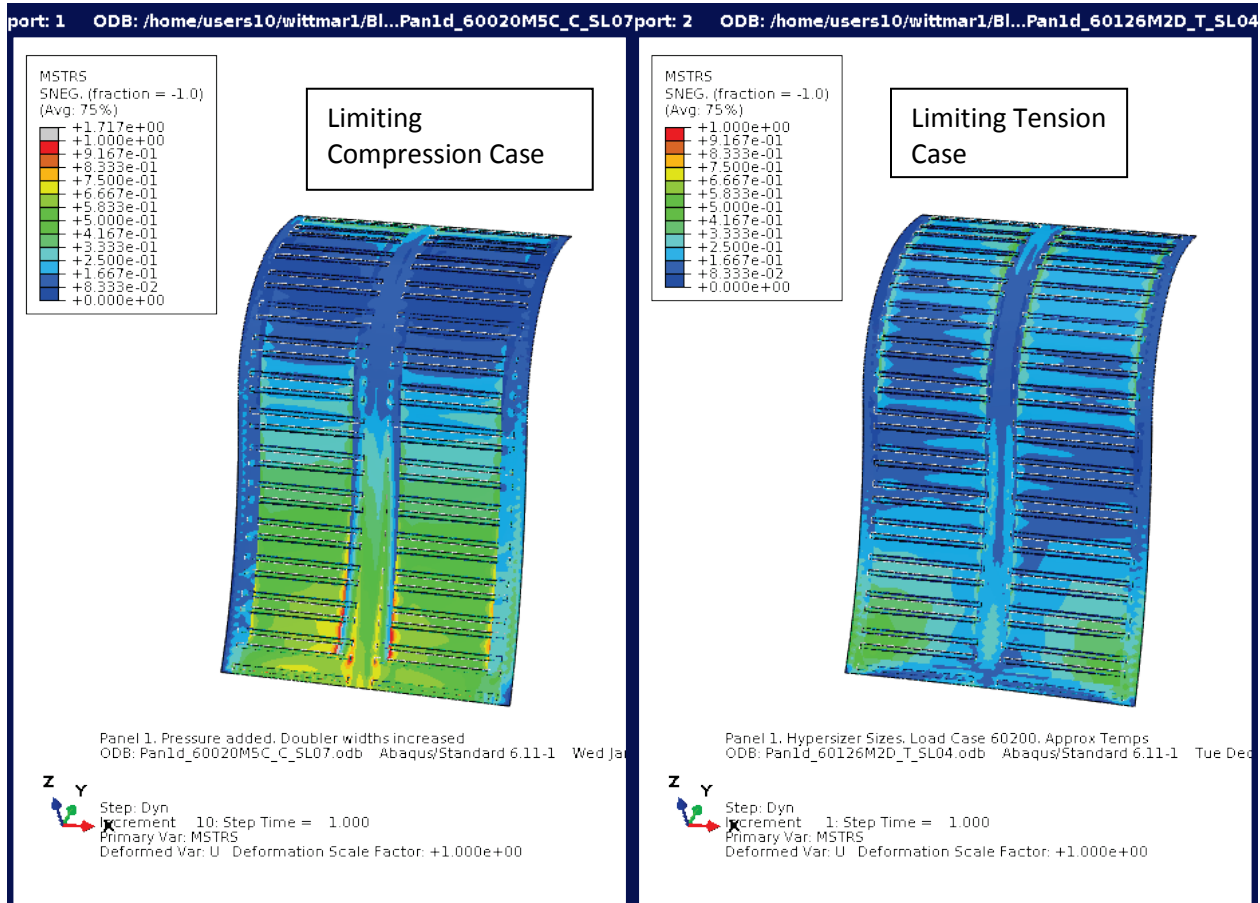 port: 1 ODB: /home/users10/wittmar1/Bl...Pan1d_60020M5C_C_SL07
MSTRS
SNEG, (fraction = -1.0)
(Avg: 75%)
+1.717e+00
+1.000e+00
+9.167e-01
+8.333e-01
+7.500e-01
+6.667e-01
+5.833e-01
+5.000e-01
+4.167e-01
+3.333e-01
+2.500e-01
+1.667e-01
+8.333e-02
+0.000e+00
Limiting
Compression Case
Panel 1. Pressure added. Doubler widths increased
ODB: Pan1d_60020M5C_C_SL07.odb Abaqus/Standard 6.11-1 Wed Jan
Z
Y
X
Step: Dyn
Increment 10: Step Time = 1.000
Primary Var: MSTRS
Deformed Var: U Deformation Scale Factor: +1.000e+00
port: 2 ODB: /home/users10/wittmar1/Bl...Pan1d_60126M2D_T_SL04
MSTRS
SNEG, (fraction = -1.0)
(Avg: 75%)
+1.000e+00
+9.167e-01
+8.333e-01
+7.500e-01
+6.667e-01
+5.833e-01
+5.000e-01
+4.167e-01
+3.333e-01
+2.500e-01
+1.667e-01
+8.333e-02
+0.000e+00
Limiting Tension
Case
Panel 1. Hypersizer Sizes. Load Case 60200. Approx Temps
ODB: Pan1d_60126M2D_T_SL04.odb Abaqus/Standard 6.11-1 Tue Dec
Z
Y
X
Step: Dyn
Increment 1: Step Time = 1.000
Primary Var: MSTRS
Deformed Var: U Deformation Scale Factor: +1.000e+00